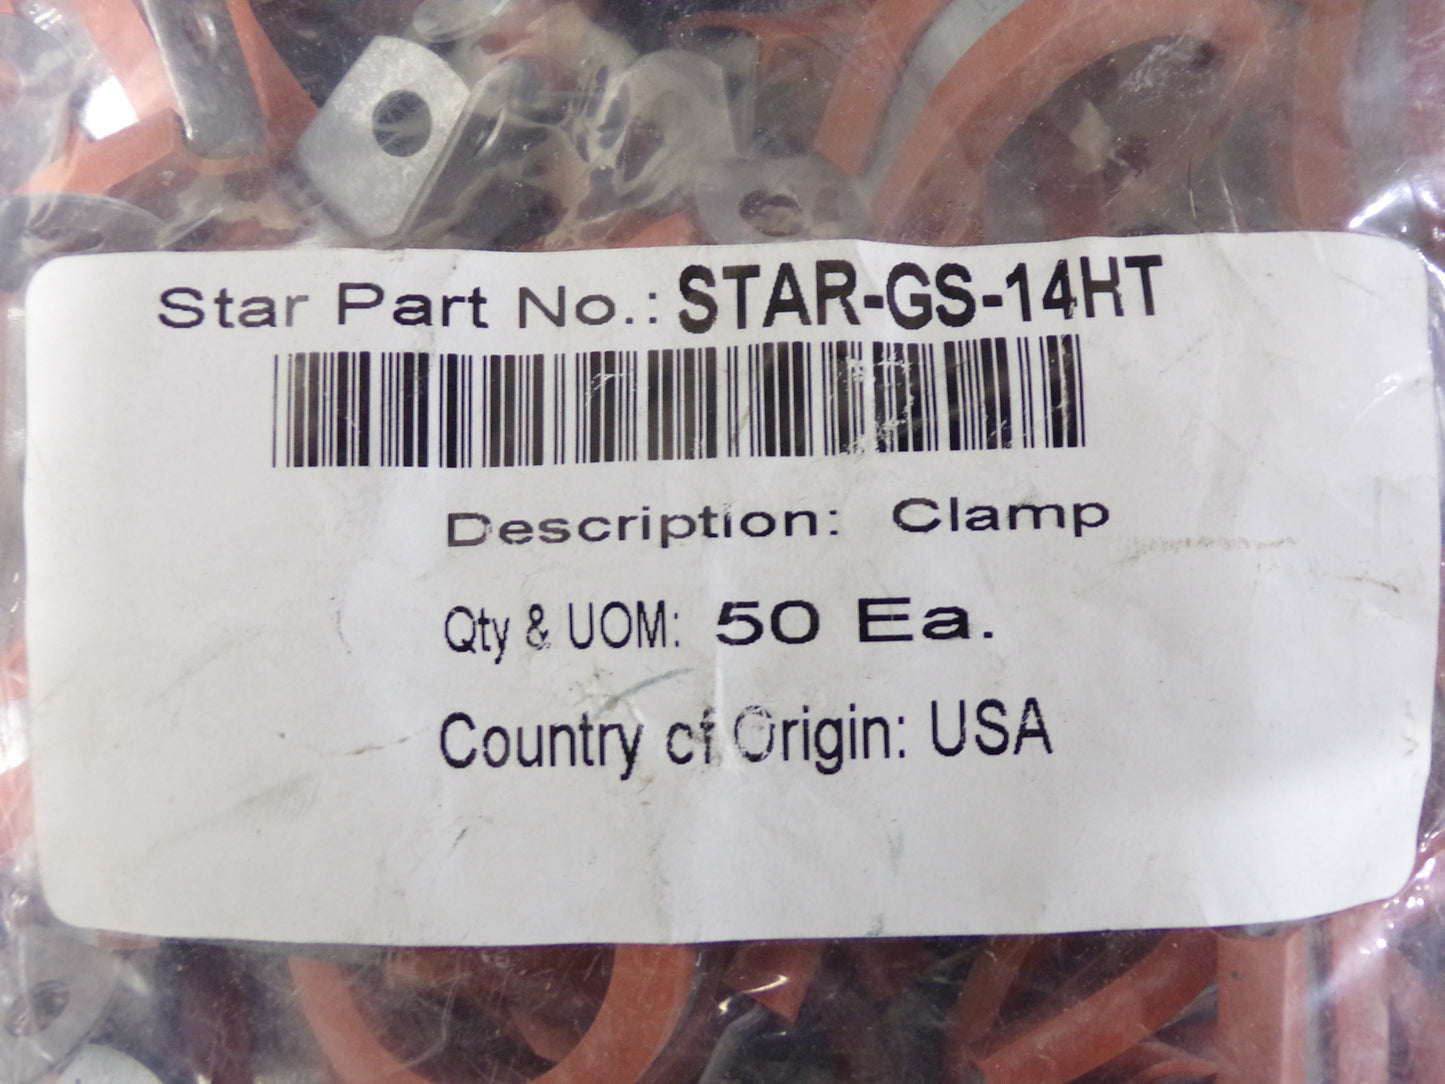 Star Part No.: STAR-GS-14HT
Description: Clamp
Qty & UOM: 50 Ea.
Country of Origin: USA